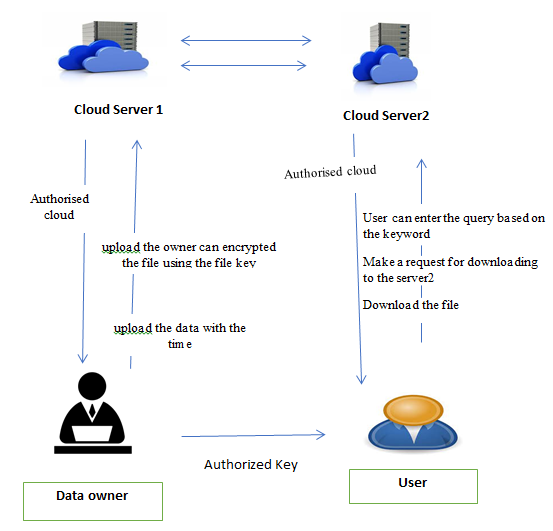 Cloud Server 1
Cloud Server2
Authorised
cloud
Authorised cloud
upload the owner can encrypted
the file using the file key
upload the data with the
time
User can enter the query based on
the keyword
Make a request for downloading
to the server2
Download the file
Authorized Key
Data owner
User